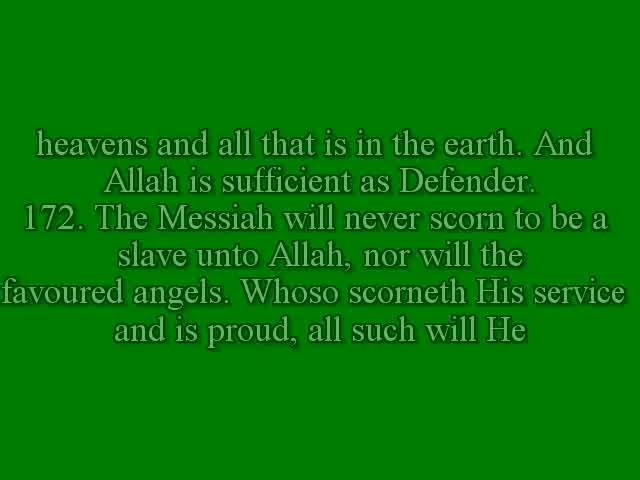 heavens and all that is in the earth. And
Allah is sufficient as Defender.
172. The Messiah will never scorn to be a
slave unto Allah, nor will the
favoured angels. Whoso scorneth His service
and is proud, all such will He